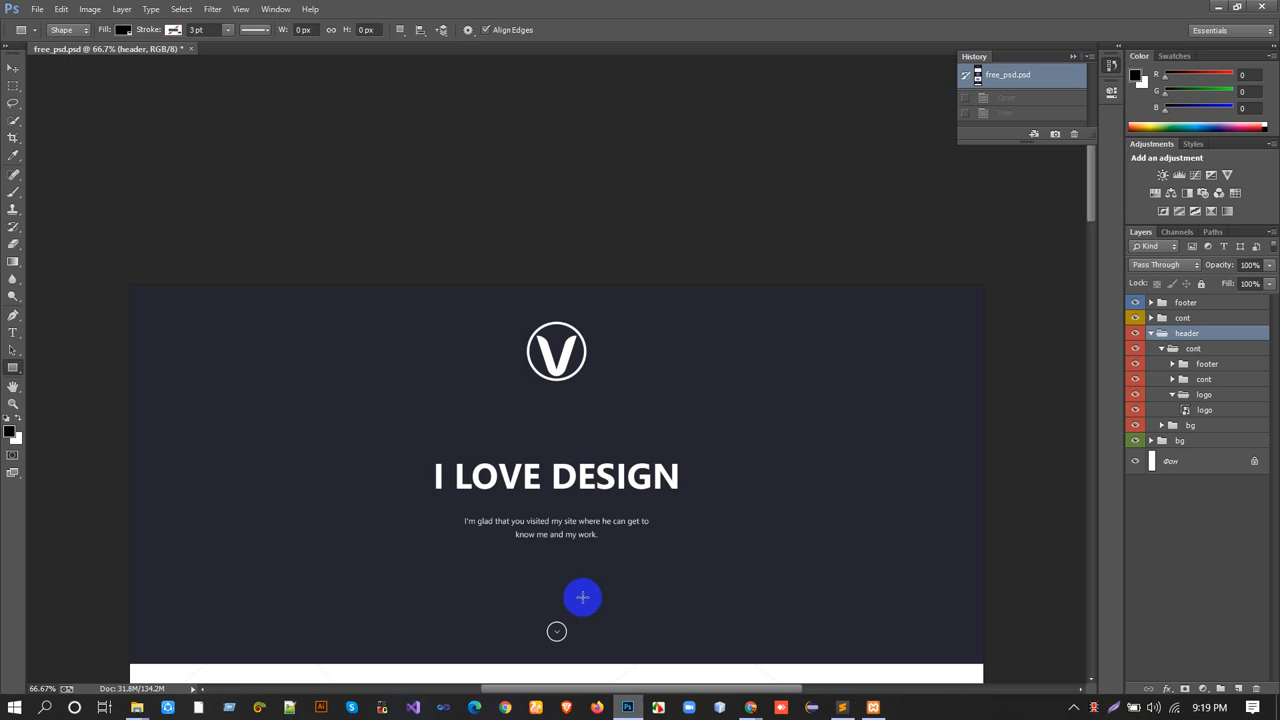 Ps File Edit Image Layer Type Select Filter View Window Help
Shape Fill: Stroke: 3 pt W: 0 px H: 0 px Align Edges Essentials
free_psd.psd @ 66.7% (header, RGB/8) * ×
History
free_psd.psd
Open
Color Swatches
R 0
G 0
B 0
Adjustments Styles
Add an adjustment
Layers Channels Paths
Kind
Pass Through Opacity: 100%
Lock: Fill: 100%
footer
cont
header
cont
footer
cont
logo
logo
bg
bg
Фон
V
I LOVE DESIGN
I'm glad that you visited my site where he can get to
know me and my work.
66.67% Doc: 31.8M/134.2M
9:19 PM